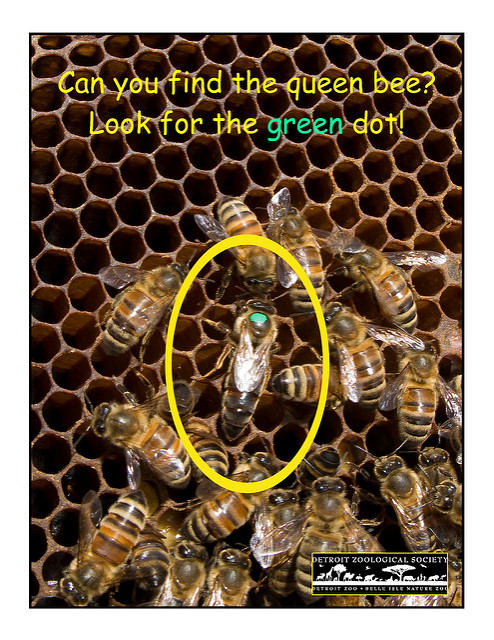 Can you find the queen bee?
Look for the green dot!
DETROIT ZOOLOGICAL SOCIETY
DETROIT ZOO • BELLE ISLE NATURE ZOO